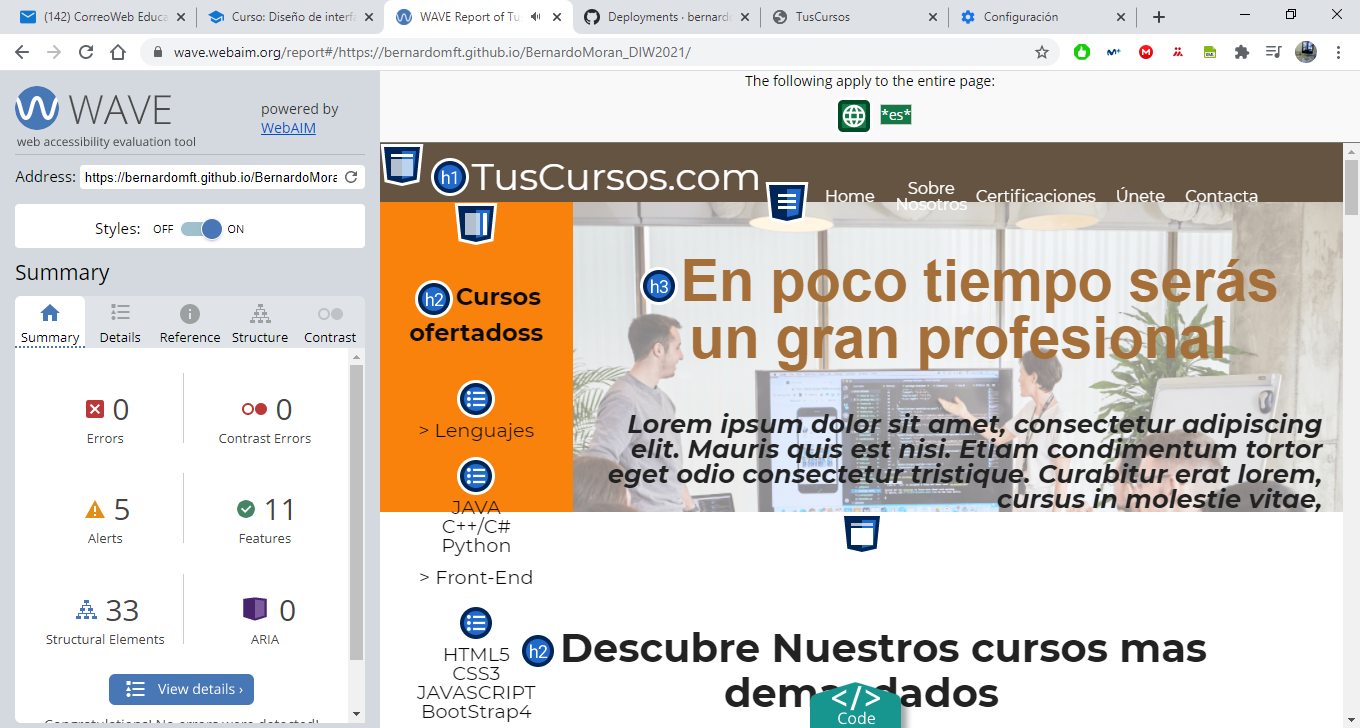 (142) CorreoWeb Educa
Curso: Diseño de interfa
WAVE Report of Tu
Deployments · bernardo
TusCursos
Configuración
wave.webaim.org/report#/https://bernardomft.github.io/BernardoMoran_DIW2021/
WAVE
web accessibility evaluation tool
powered by
WebAIM
Address: https://bernardomft.github.io/BernardoMora
Styles: OFF ON
Summary
Summary Details Reference Structure Contrast
0
Errors
0
Contrast Errors
5
Alerts
11
Features
33
Structural Elements
0
ARIA
View details ›
Congratulations! No errors were detected!
The following apply to the entire page:
*es*
h1 TusCursos.com
Home
Sobre
Nosotros
Certificaciones
Únete
Contacta
h2 Cursos
ofertadoss
> Lenguajes
JAVA
C++/C#
Python
> Front-End
HTML5
CSS3
JAVASCRIPT
BootStrap4
h3 En poco tiempo serás
un gran profesional
Lorem ipsum dolor sit amet, consectetur adipiscing
elit. Mauris quis est nisi. Etiam condimentum tortor
eget odio consectetur tristique. Curabitur erat lorem,
cursus in molestie vitae,
h2 Descubre Nuestros cursos mas
demandados
</>
Code